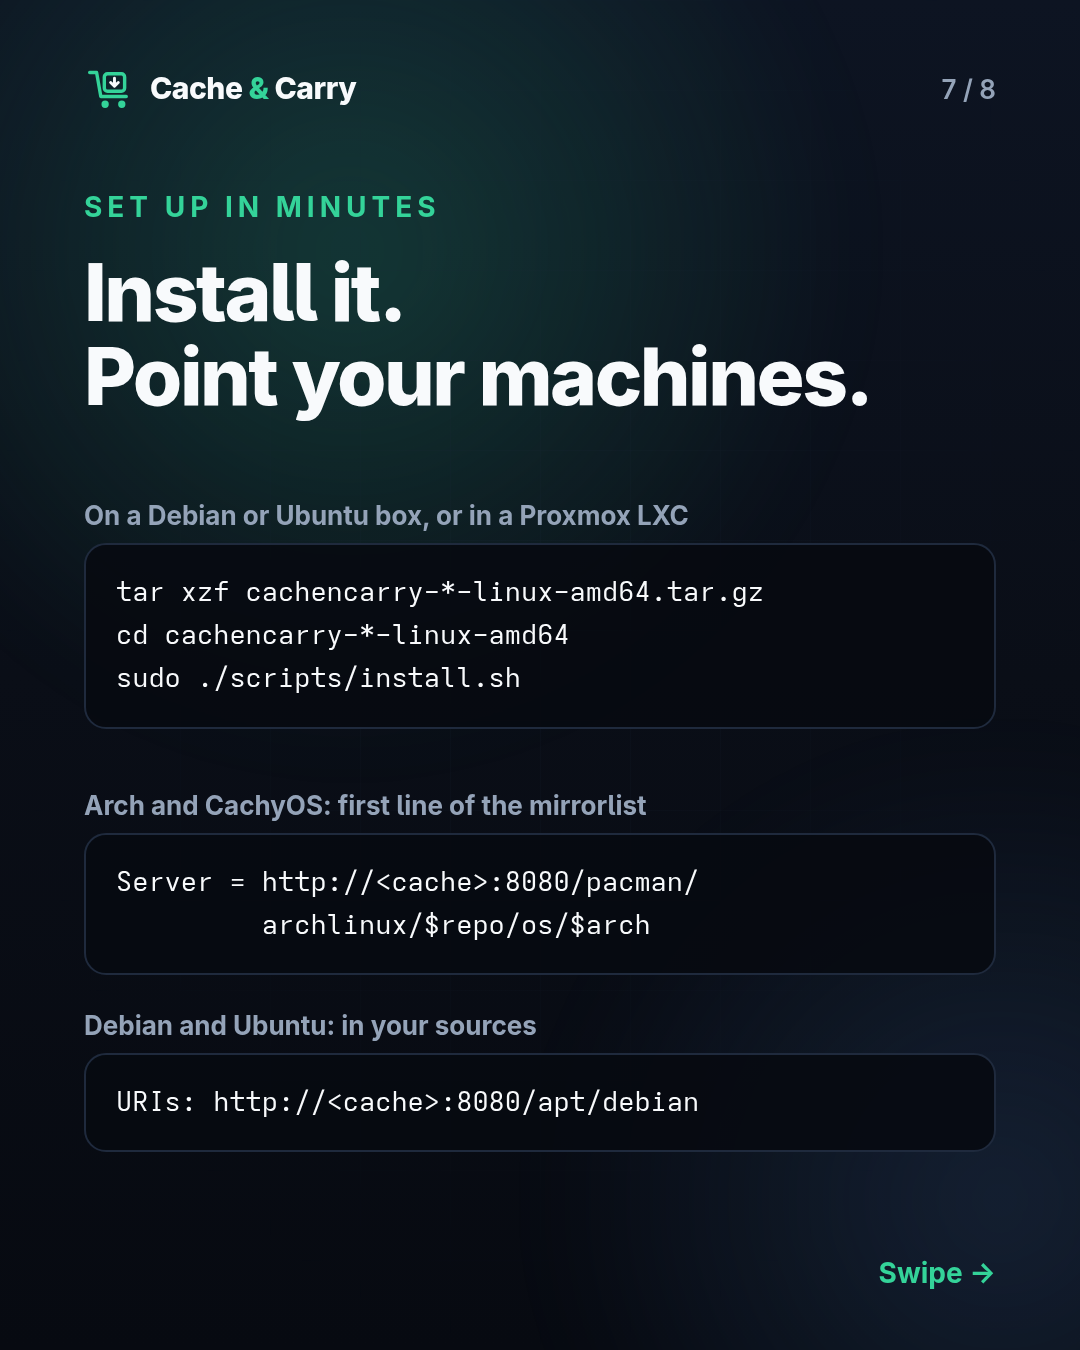 Cache & Carry
7 / 8
SET UP IN MINUTES
Install it.
Point your machines.
On a Debian or Ubuntu box, or in a Proxmox LXC
tar xzf cachencarry-*-linux-amd64.tar.gz
cd cachencarry-*-linux-amd64
sudo ./scripts/install.sh
Arch and CachyOS: first line of the mirrorlist
Server = http://<cache>:8080/pacman/
archlinux/$repo/os/$arch
Debian and Ubuntu: in your sources
URIs: http://<cache>:8080/apt/debian
Swipe →